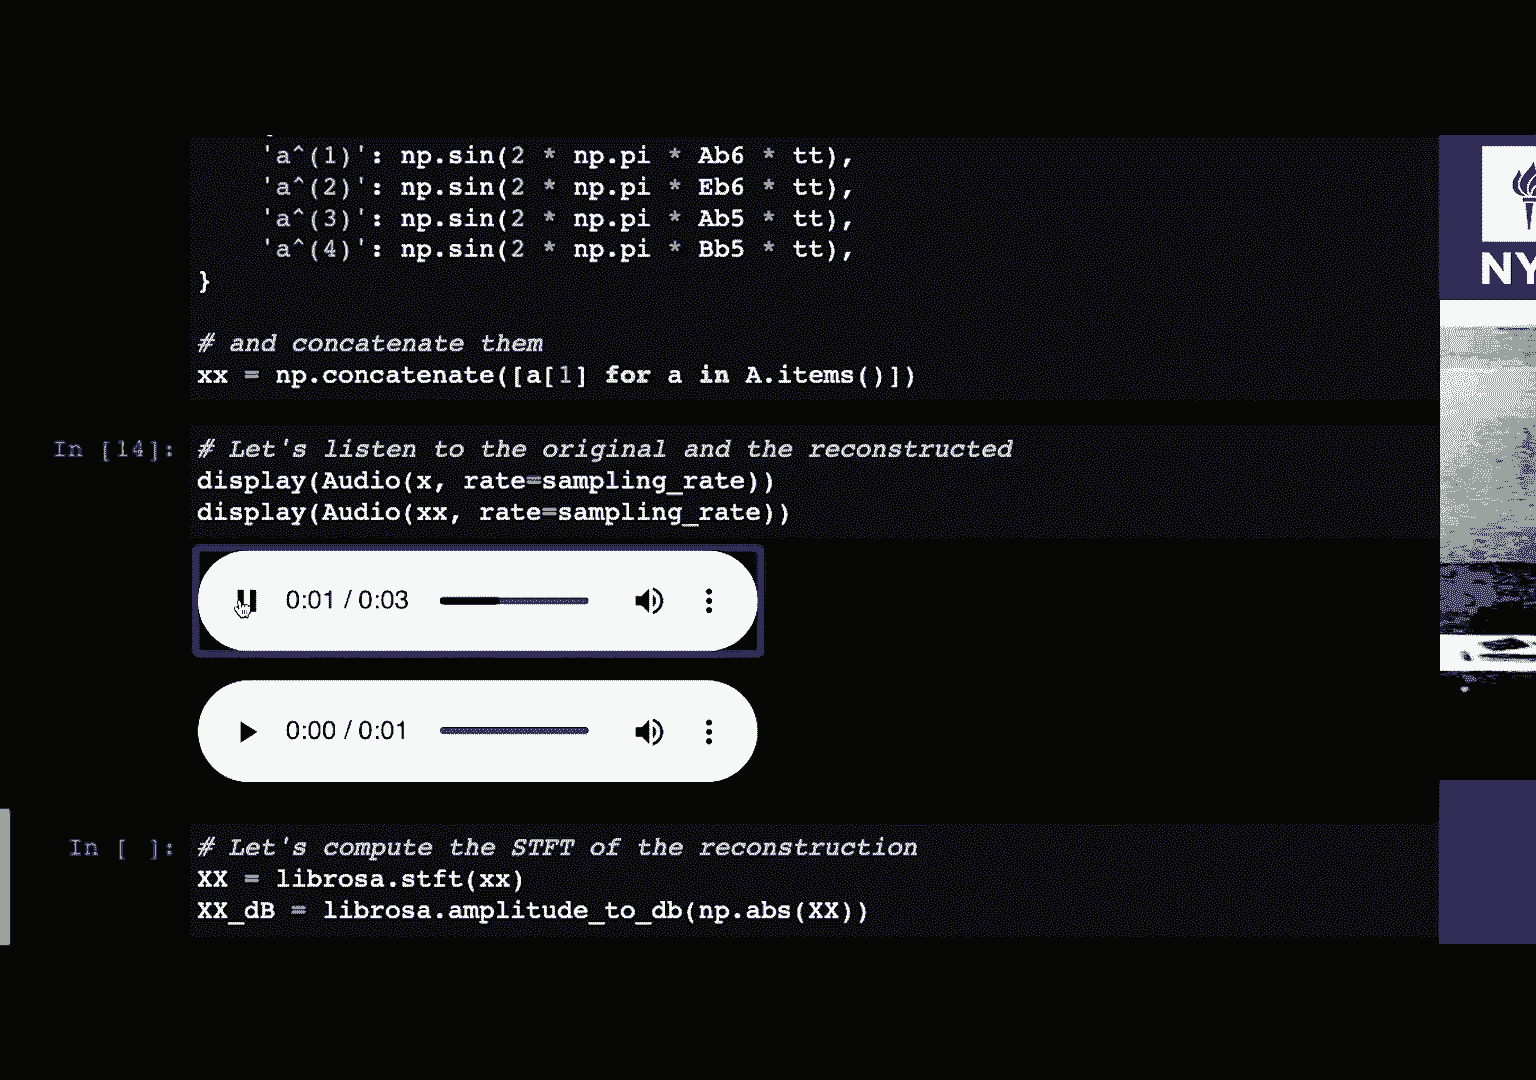 'a^(1)': np.sin(2 * np.pi * Ab6 * tt),
'a^(2)': np.sin(2 * np.pi * Eb6 * tt),
'a^(3)': np.sin(2 * np.pi * Ab5 * tt),
'a^(4)': np.sin(2 * np.pi * Bb5 * tt),
}
# and concatenate them
xx = np.concatenate([a[1] for a in A.items()])
In [14]: # Let's listen to the original and the reconstructed
display(Audio(x, rate=sampling_rate))
display(Audio(xx, rate=sampling_rate))
0:01 / 0:03
0:00 / 0:01
In [ ]: # Let's compute the STFT of the reconstruction
XX = librosa.stft(xx)
XX_dB = librosa.amplitude_to_db(np.abs(XX))
NY